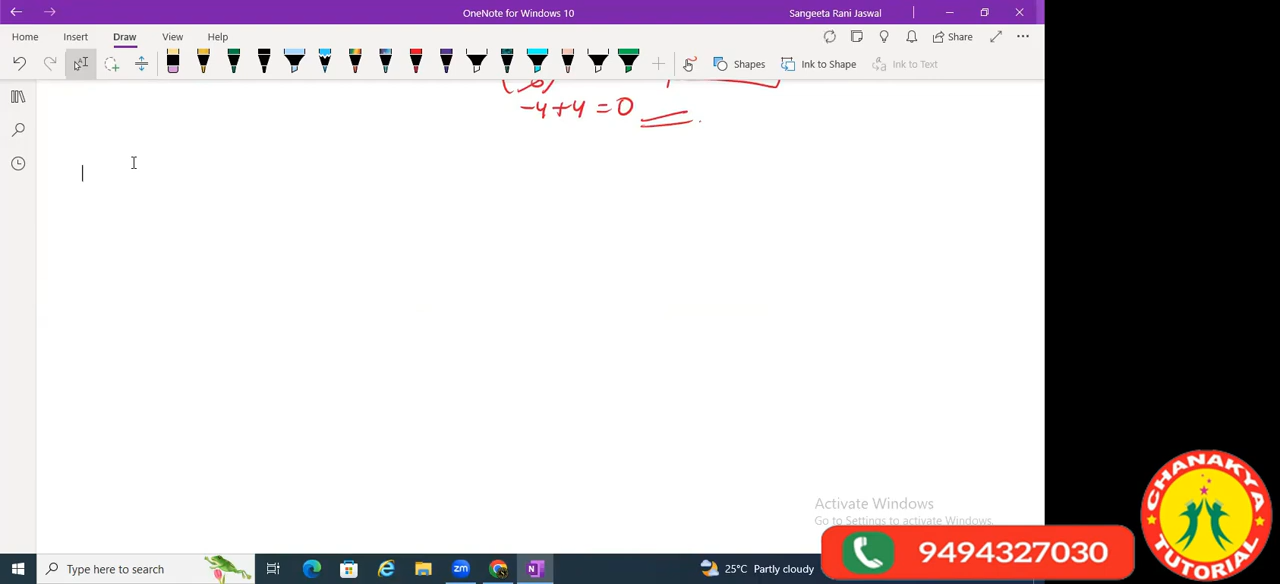 OneNote for Windows 10
Sangeeta Rani Jaswal
Home Insert Draw View Help
Share
Shapes
Ink to Shape
Ink to Text
-4+4=0
Activate Windows
Go to Settings to activate Windows.
9494327030
CHANAKYA
TUTORIAL
Type here to search
zm
N
25°C Partly cloudy